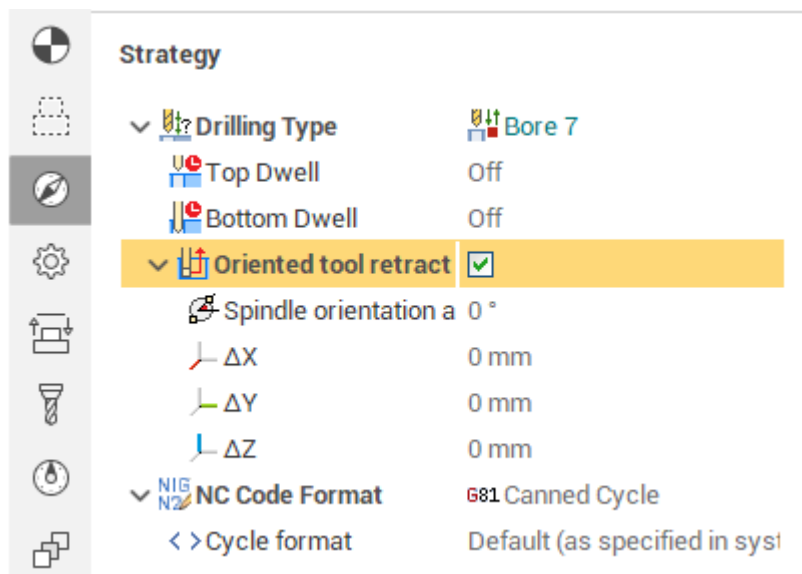 Strategy
Drilling Type Bore 7
Top Dwell Off
Bottom Dwell Off
Oriented tool retract
Spindle orientation a 0 °
ΔX 0 mm
ΔY 0 mm
ΔZ 0 mm
NC Code Format G81 Canned Cycle
Cycle format Default (as specified in syst